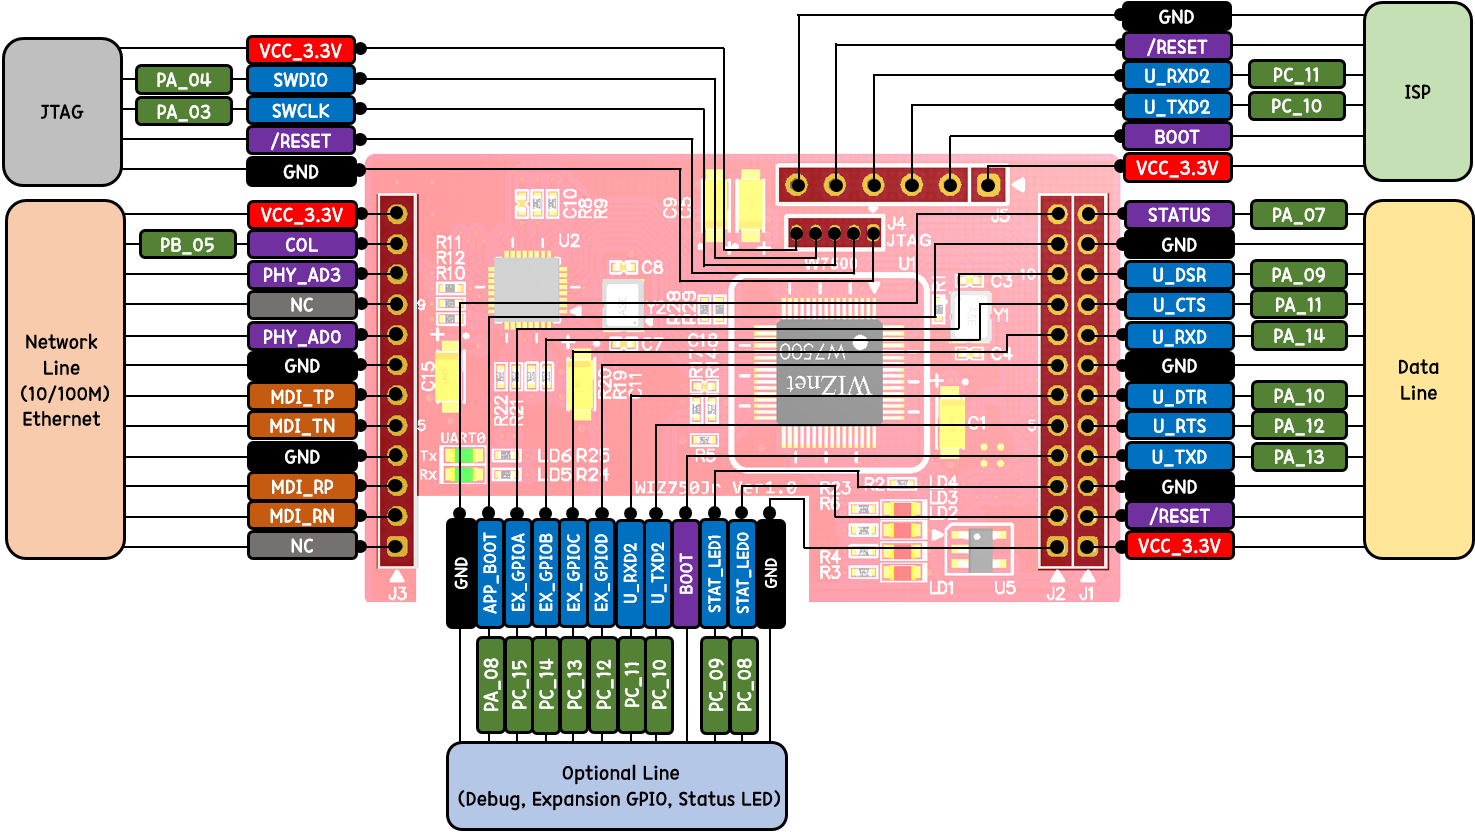 JTAG
VCC_3.3V
PA_04 SWDIO
PA_03 SWCLK
/RESET
GND
Network
Line
(10/100M)
Ethernet
VCC_3.3V
PB_05 COL
PHY_AD3
NC
PHY_AD0
GND
MDI_TP
MDI_TN
GND
MDI_RP
MDI_RN
NC
GND
/RESET
U_RXD2 PC_11
U_TXD2 PC_10
BOOT
VCC_3.3V
ISP
STATUS PA_07
GND
U_DSR PA_09
U_CTS PA_11
U_RXD PA_14
GND
U_DTR PA_10
U_RTS PA_12
U_TXD PA_13
GND
/RESET
VCC_3.3V
Data
Line
C10
R8
R9
U2
C9
C5
J5
J4
JTAG
W7500
U1
R11
R12
R10
C8
Y2
C7
R28
R29
C3
Y1
C4
10
9
C15
R22
R21
R20
R19
C11
W7500
WIZnet
C1
5
5
UART0
Tx
Rx
LD6 R25
LD5 R24
R5
WIZ750Jr Ver1.0
R23
R6
R2
LD4
LD3
LD2
R4
R3
LD1
U5
J3
J2
J1
GND
APP_BOOT
EX_GPIOA
EX_GPIOB
EX_GPIOC
EX_GPIOD
U_RXD2
U_TXD2
BOOT
STAT_LED1
STAT_LED0
GND
PA_08
PC_15
PC_14
PC_13
PC_12
PC_11
PC_10
PC_09
PC_08
Optional Line
(Debug, Expansion GPIO, Status LED)